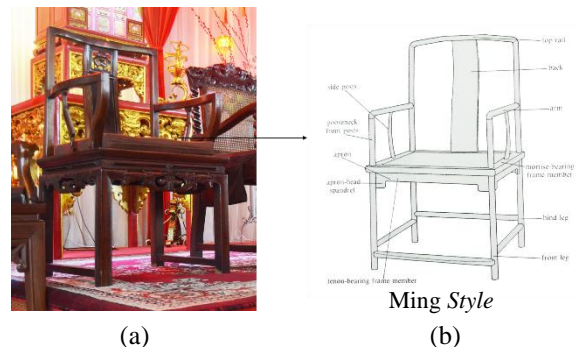 top rail
back
side posts
arm
gooseneck
front posts
apron
mortise-bearing
frame member
apron-head
spandrel
hind leg
front leg
tenon-bearing frame member
Ming Style
(a)
(b)